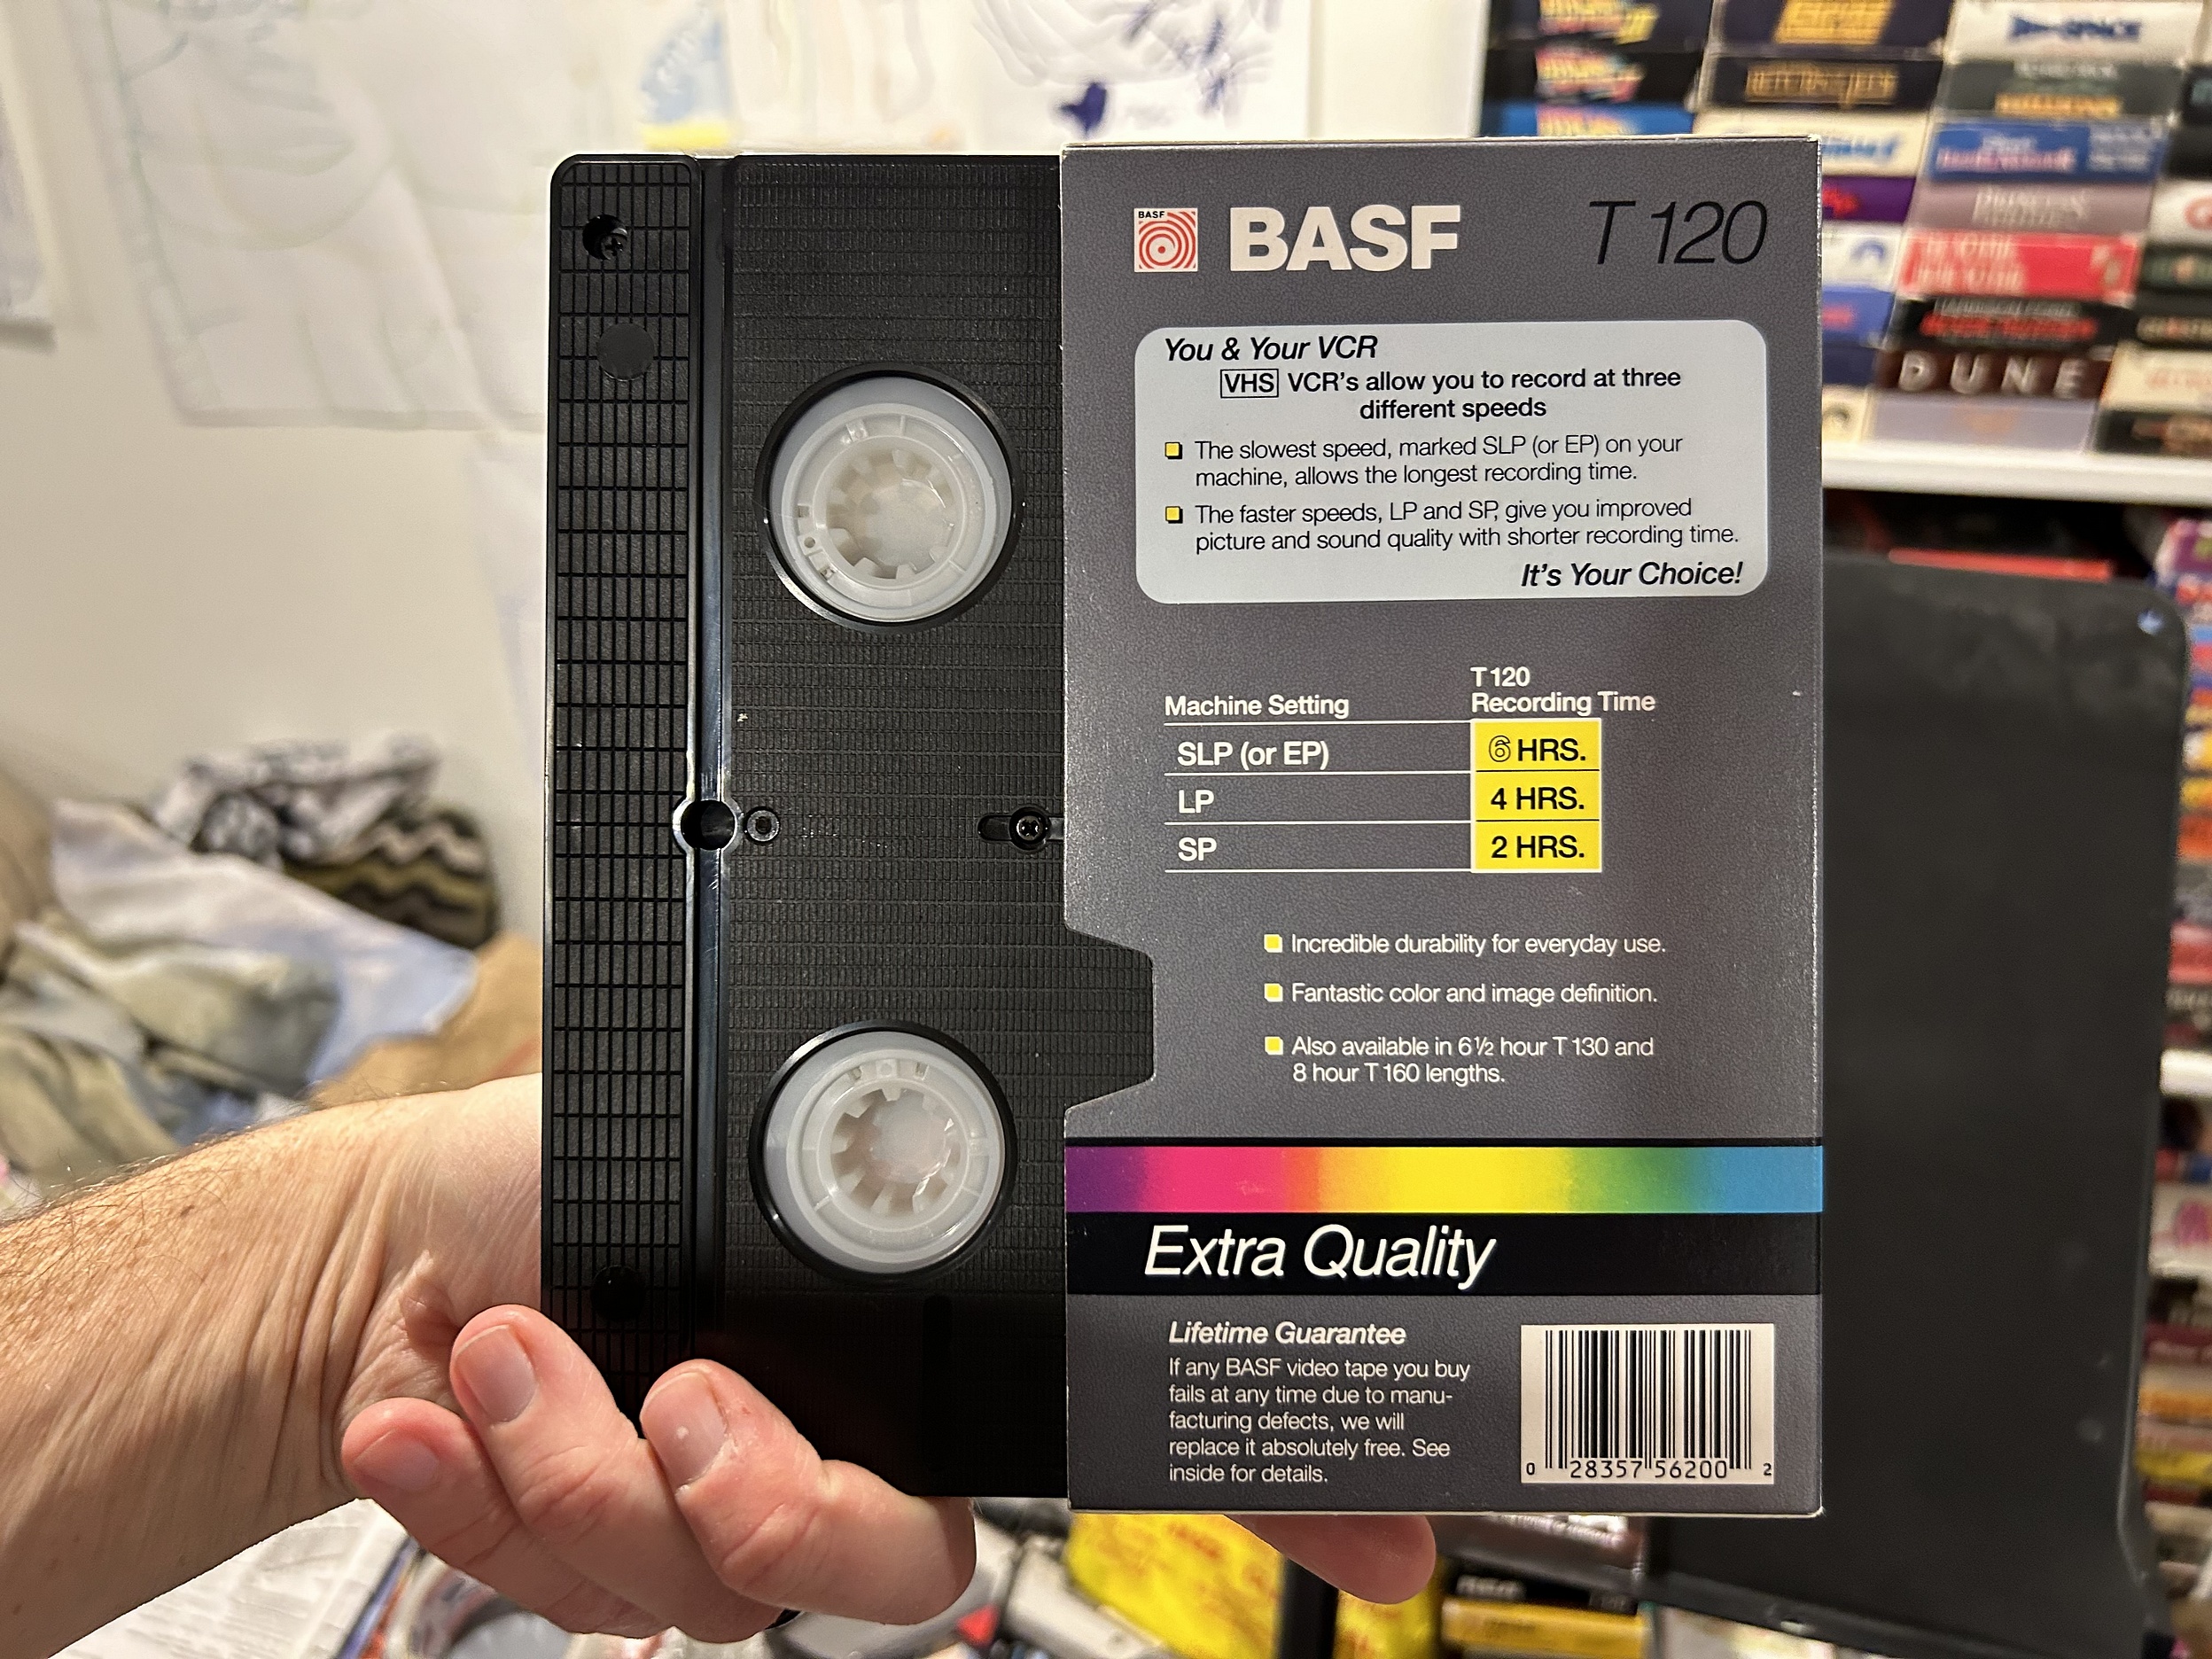 BASF
BASF
T 120
You & Your VCR
VHS VCR's allow you to record at three
different speeds
The slowest speed, marked SLP (or EP) on your
machine, allows the longest recording time.
The faster speeds, LP and SP, give you improved
picture and sound quality with shorter recording time.
It's Your Choice!
T 120
Machine Setting Recording Time
SLP (or EP) 6 HRS.
LP 4 HRS.
SP 2 HRS.
Incredible durability for everyday use.
Fantastic color and image definition.
Also available in 6½ hour T 130 and
8 hour T 160 lengths.
Extra Quality
Lifetime Guarantee
If any BASF video tape you buy
fails at any time due to manu-
facturing defects, we will
replace it absolutely free. See
inside for details.
0 28357 56200 2
DUNE